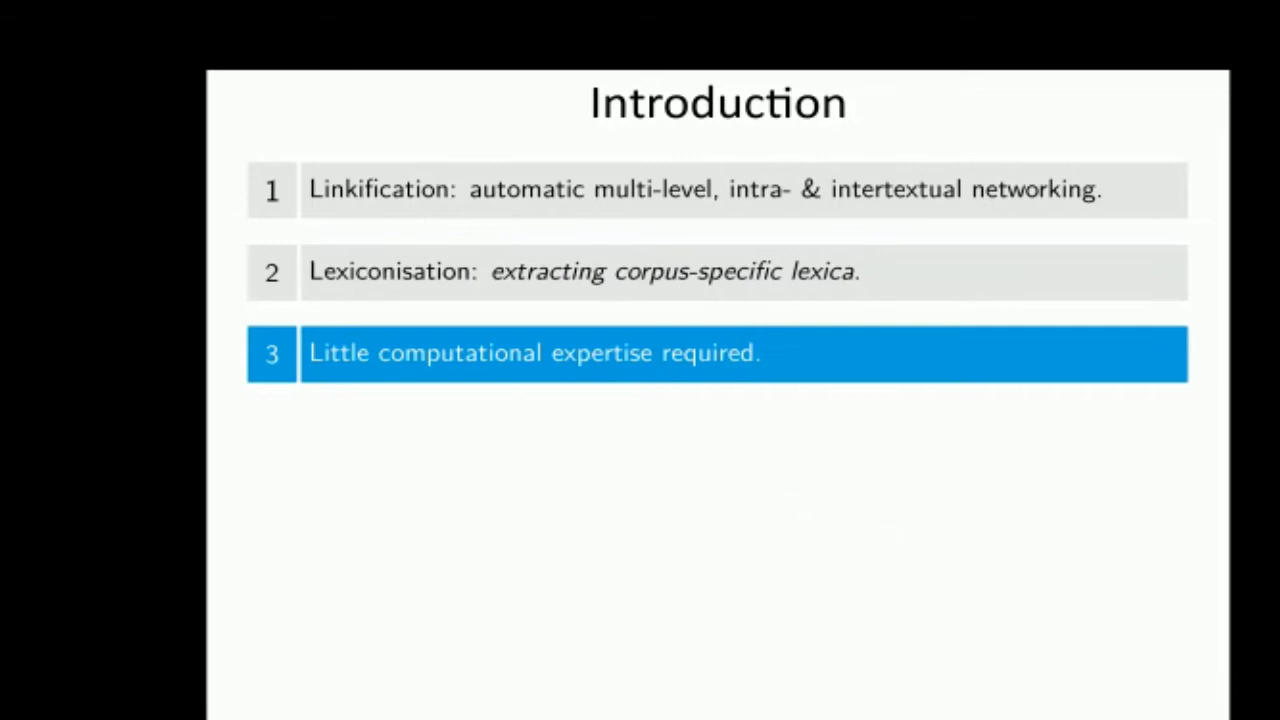 Introduction
1 Linkification: automatic multi-level, intra- & intertextual networking.
2 Lexiconisation: extracting corpus-specific lexica.
3 Little computational expertise required.